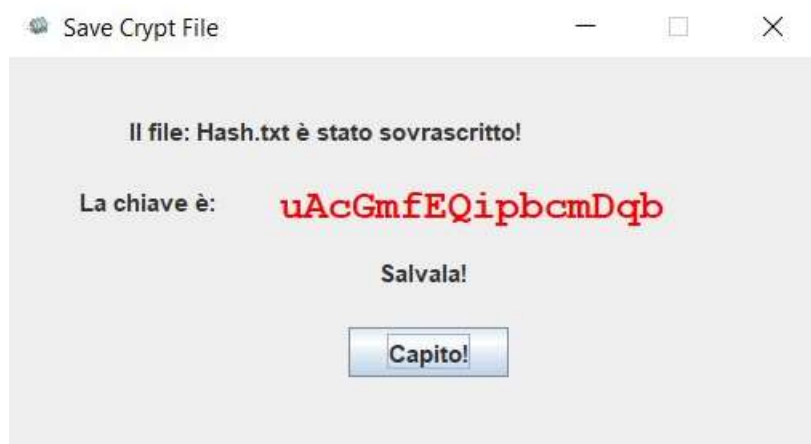 Save Crypt File
Il file: Hash.txt è stato sovrascritto!
La chiave è: uAcGmfEQipbcmDqb
Salvala!
Capito!